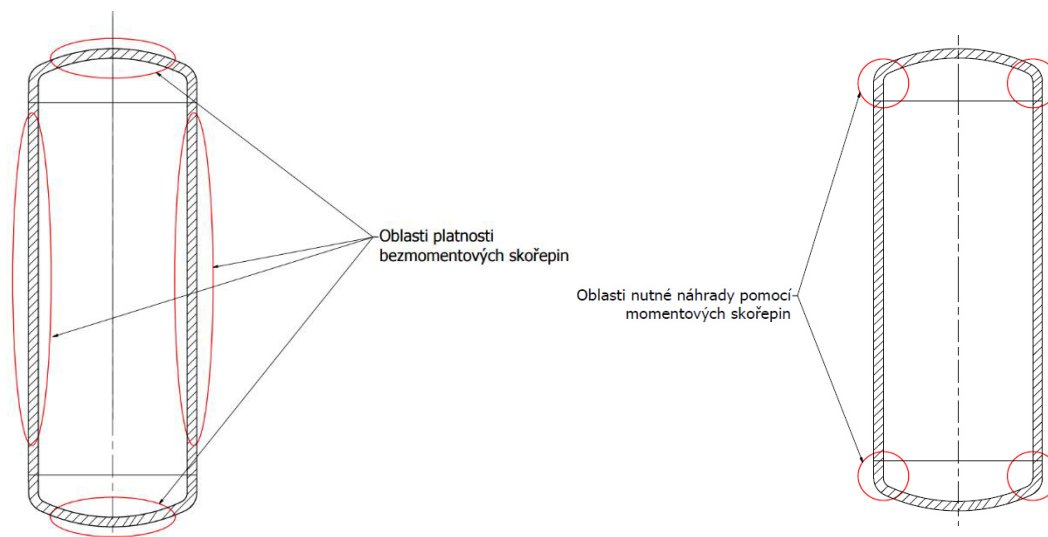 Oblasti platnosti
bezmomentových skořepin
Oblasti nutné náhrady pomocí
momentových skořepin